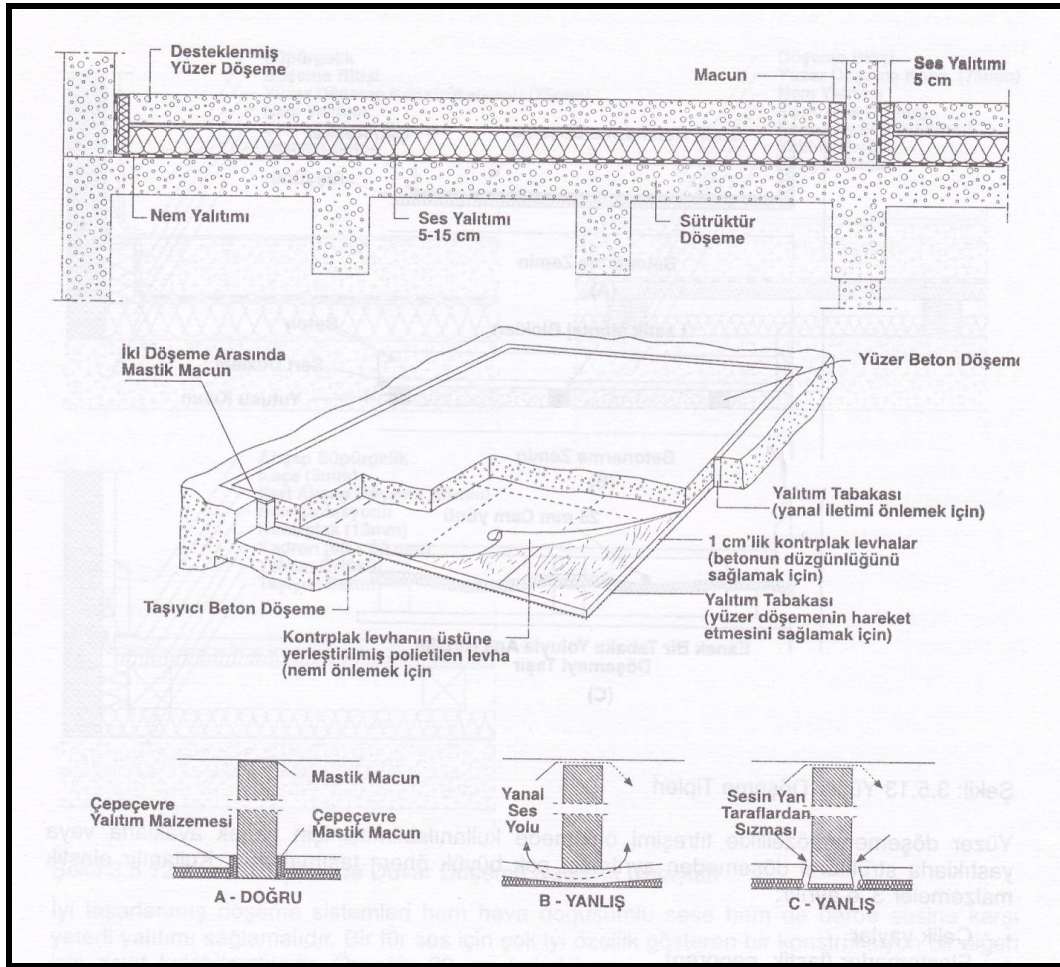 Desteklenmiş
Yüzer Döşeme
Macun
Ses Yalıtımı
5 cm
Nem Yalıtımı
Ses Yalıtımı
5-15 cm
Sütrüktür
Döşeme
İki Döşeme Arasında
Mastik Macun
Yüzer Beton Döşeme
Yalıtım Tabakası
(yanal iletimi önlemek için)
1 cm'lik kontrplak levhalar
(betonun düzgünlüğünü
sağlamak için)
Taşıyıcı Beton Döşeme
Yalıtım Tabakası
(yüzer döşemenin hareket
etmesini sağlamak için)
Kontrplak levhanın üstüne
yerleştirilmiş polietilen levha
(nemi önlemek için
Çepeçevre
Yalıtım Malzemesi
Mastik Macun
Çepeçevre
Mastik Macun
A - DOĞRU
Yanal
Ses
Yolu
B - YANLIŞ
Sesin Yan
Taraflardan
Sızması
C - YANLIŞ